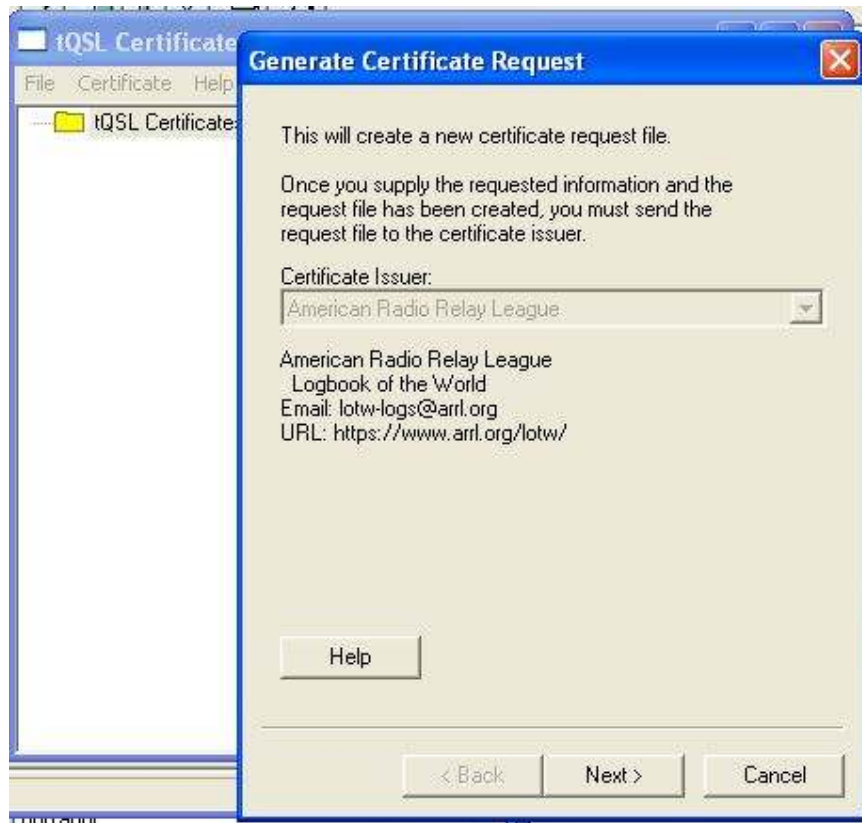 tQSL Certificate
File Certificate Help
tQSL Certificates
Generate Certificate Request
This will create a new certificate request file.
Once you supply the requested information and the
request file has been created, you must send the
request file to the certificate issuer.
Certificate Issuer:
American Radio Relay League
American Radio Relay League
Logbook of the World
Email: lotw-logs@arrl.org
URL: https://www.arrl.org/lotw/
Help
< Back
Next >
Cancel